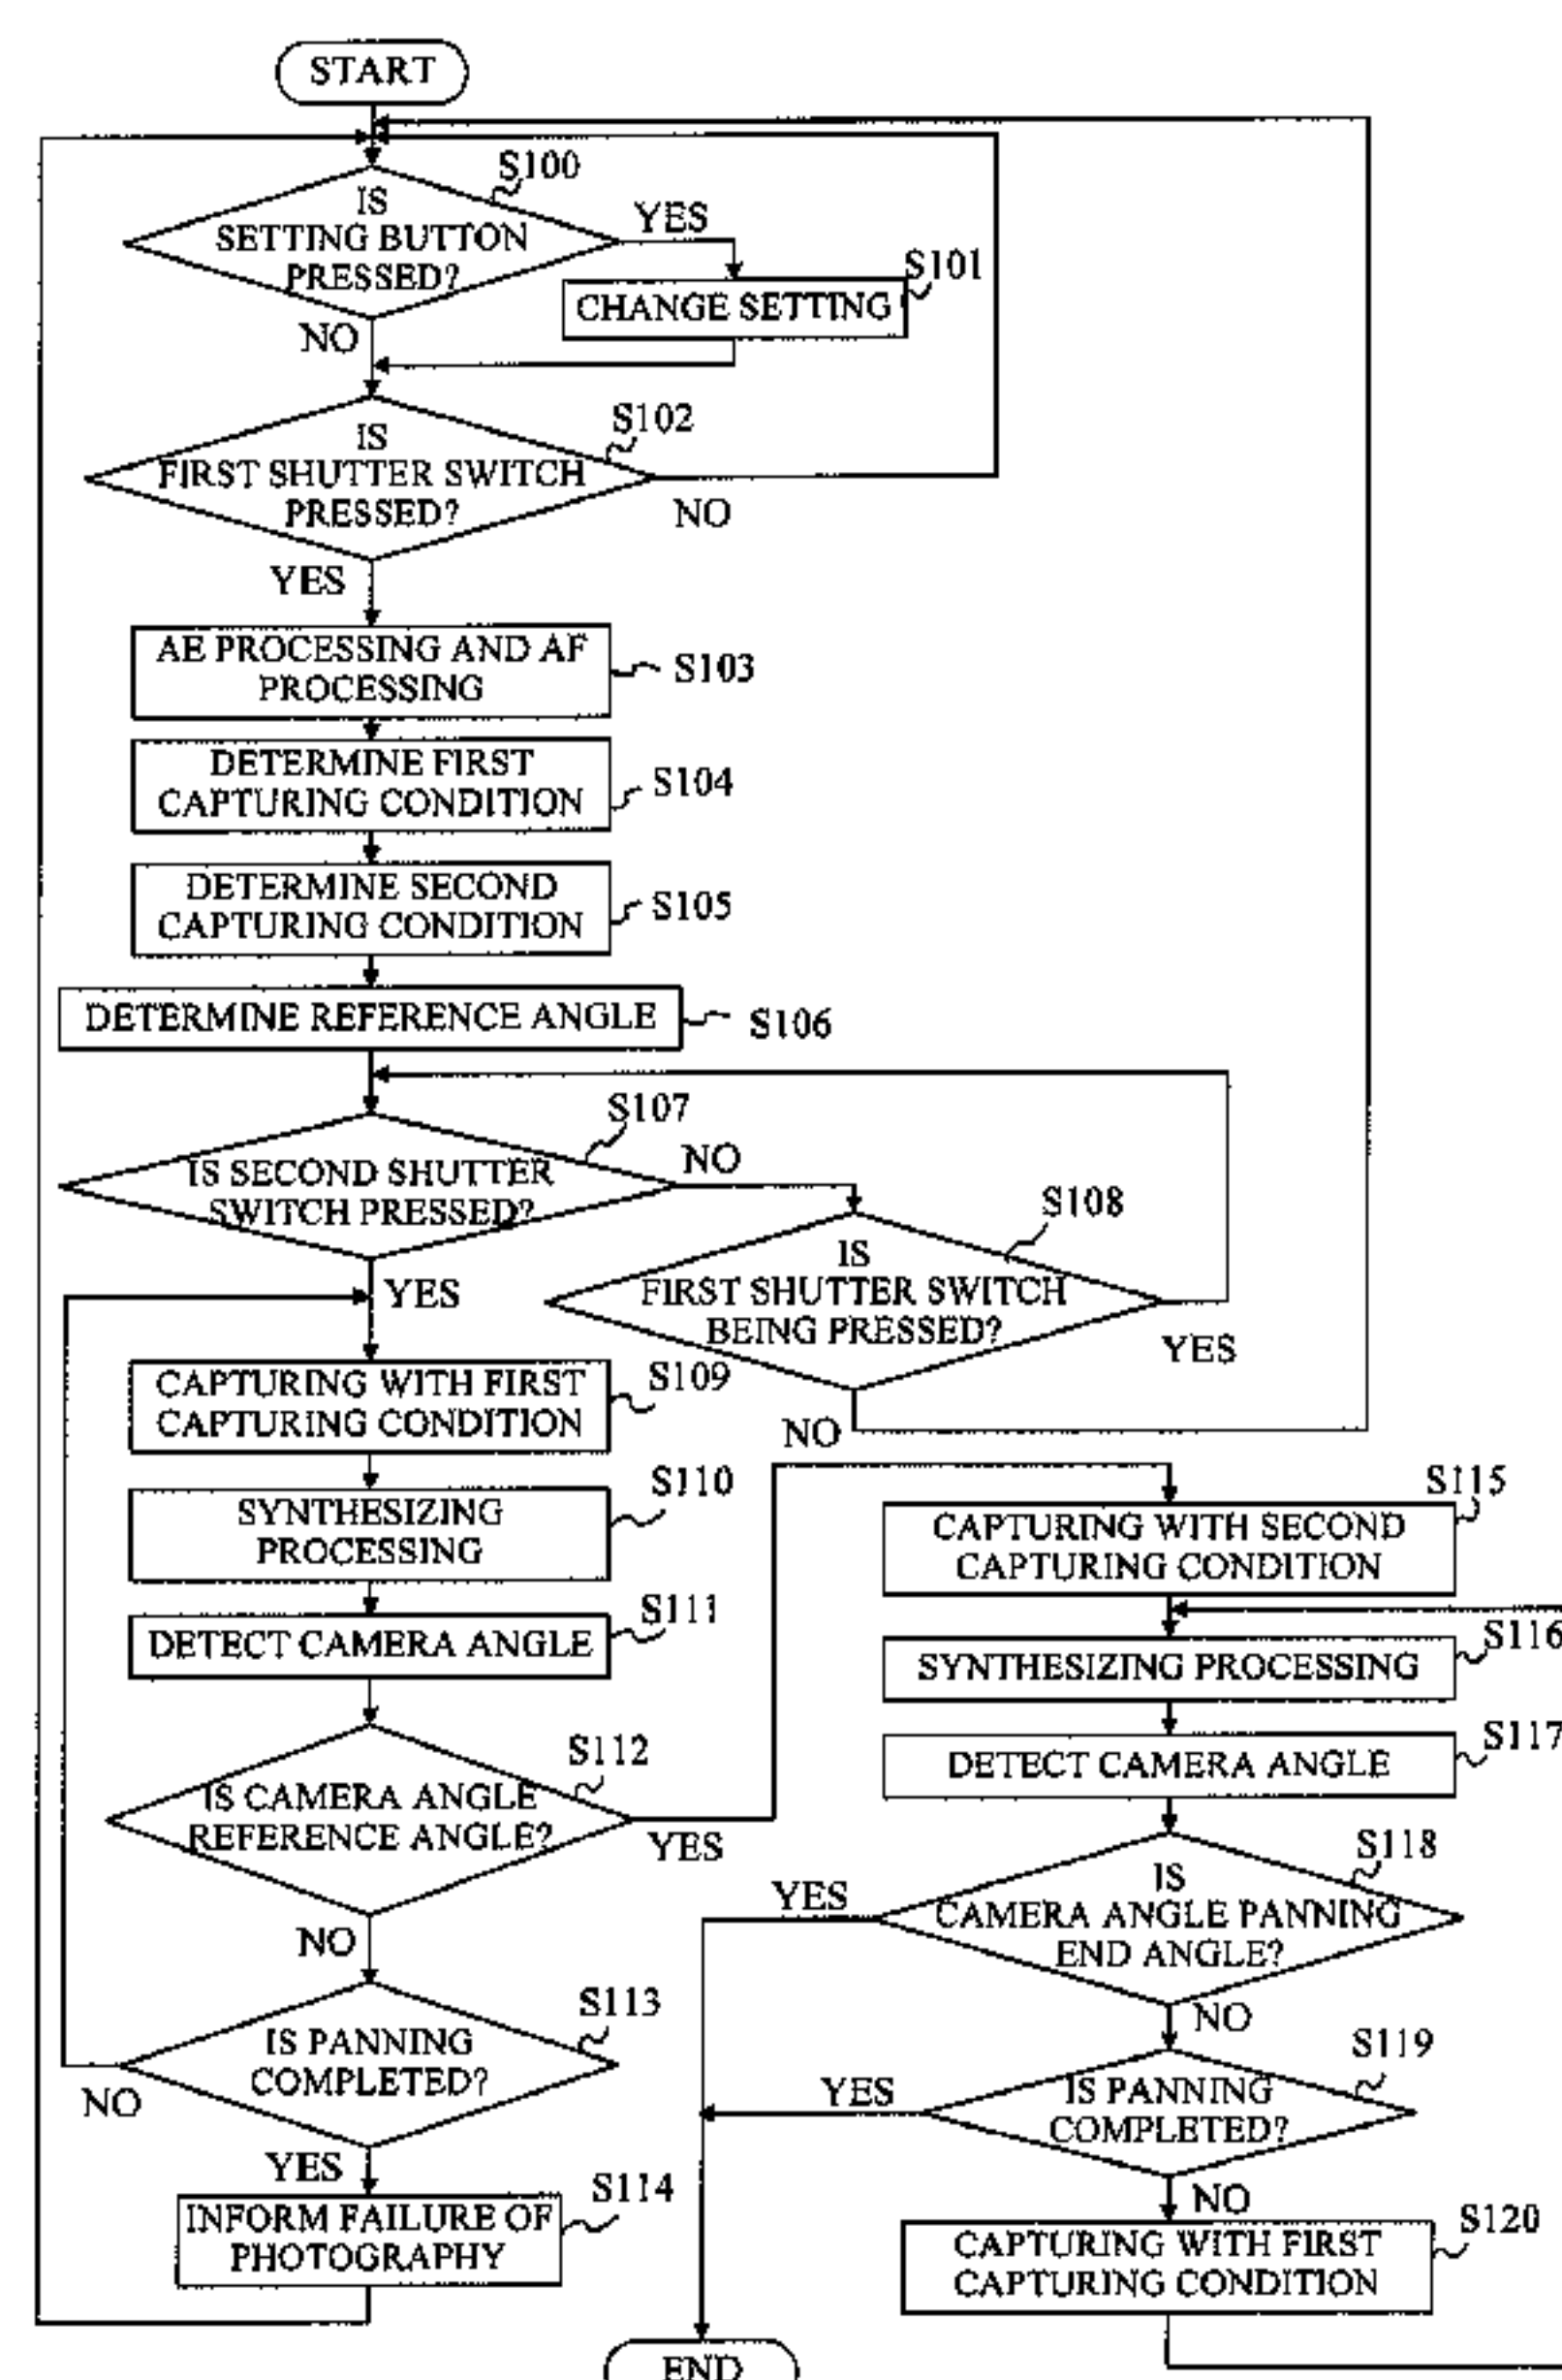 START
S100
IS
SETTING BUTTON
PRESSED?
YES
S101
CHANGE SETTING
NO
S102
IS
FIRST SHUTTER SWITCH
PRESSED?
NO
YES
AE PROCESSING AND AF
PROCESSING
S103
DETERMINE FIRST
CAPTURING CONDITION
S104
DETERMINE SECOND
CAPTURING CONDITION
S105
DETERMINE REFERENCE ANGLE
S106
S107
IS SECOND SHUTTER
SWITCH PRESSED?
NO
YES
S108
IS
FIRST SHUTTER SWITCH
BEING PRESSED?
YES
NO
CAPTURING WITH FIRST
CAPTURING CONDITION
S109
SYNTHESIZING
PROCESSING
S110
DETECT CAMERA ANGLE
S111
S112
IS CAMERA ANGLE
REFERENCE ANGLE?
YES
NO
S113
IS PANNING
COMPLETED?
NO
YES
INFORM FAILURE OF
PHOTOGRAPHY
S114
S115
CAPTURING WITH SECOND
CAPTURING CONDITION
S116
SYNTHESIZING PROCESSING
S117
DETECT CAMERA ANGLE
S118
IS
CAMERA ANGLE PANNING
END ANGLE?
YES
NO
S119
IS PANNING
COMPLETED?
YES
NO
S120
CAPTURING WITH FIRST
CAPTURING CONDITION
END